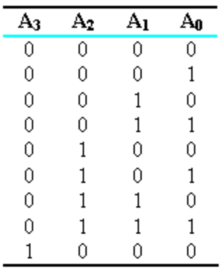 A3 A2 A1 A0
0 0 0 0
0 0 0 1
0 0 1 0
0 0 1 1
0 1 0 0
0 1 0 1
0 1 1 0
0 1 1 1
1 0 0 0